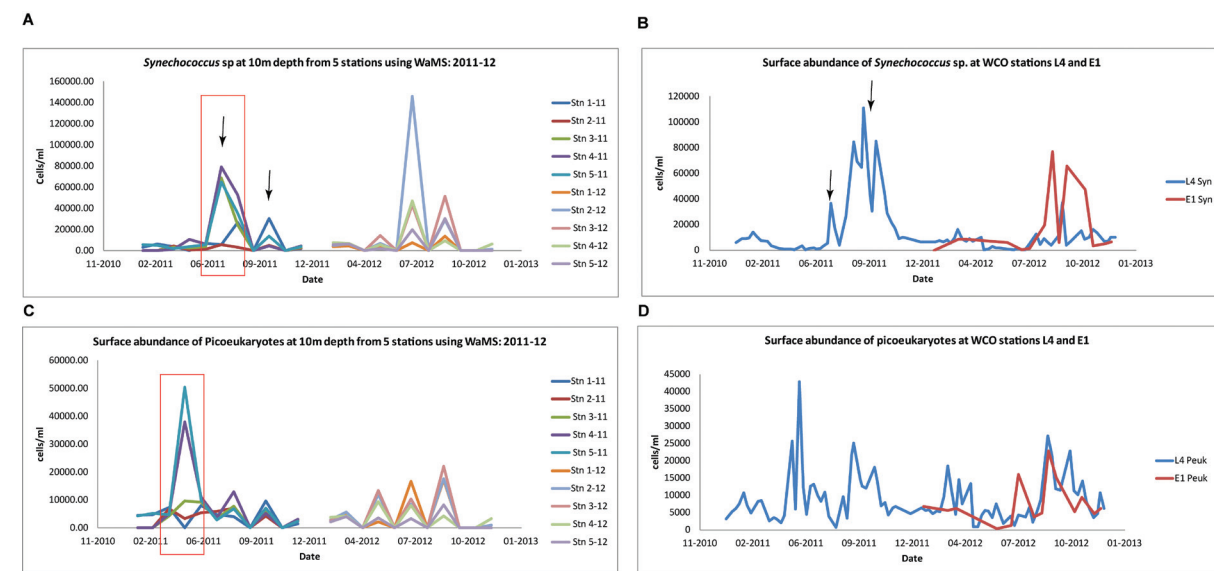 A
Synechococcus sp at 10m depth from 5 stations using WaMS: 2011-12
160000.00
140000.00
120000.00
100000.00
80000.00
60000.00
40000.00
20000.00
0.00
Cells/ml
11-2010 02-2011 06-2011 09-2011 12-2011 04-2012 07-2012 10-2012 01-2013
Date
Stn 1-11
Stn 2-11
Stn 3-11
Stn 4-11
Stn 5-11
Stn 1-12
Stn 2-12
Stn 3-12
Stn 4-12
Stn 5-12
B
Surface abundance of Synechococcus sp. at WCO stations L4 and E1
120000
100000
80000
60000
40000
20000
0
Cells/ml
11-2010 02-2011 06-2011 09-2011 12-2011 04-2012 07-2012 10-2012 01-2013
Date
L4 Syn
E1 Syn
C
Surface abundance of Picoeukaryotes at 10m depth from 5 stations using WaMS: 2011-12
60000.00
50000.00
40000.00
30000.00
20000.00
10000.00
0.00
cells/ml
11-2010 02-2011 06-2011 09-2011 12-2011 04-2012 07-2012 10-2012 01-2013
Date
Stn 1-11
Stn 2-11
Stn 3-11
Stn 4-11
Stn 5-11
Stn 1-12
Stn 2-12
Stn 3-12
Stn 4-12
Stn 5-12
D
Surface abundance of picoeukaryotes at WCO stations L4 and E1
45000
40000
35000
30000
25000
20000
15000
10000
5000
0
cells/ml
11-2010 02-2011 06-2011 09-2011 12-2011 04-2012 07-2012 10-2012 01-2013
Date
L4 Peuk
E1 Peuk